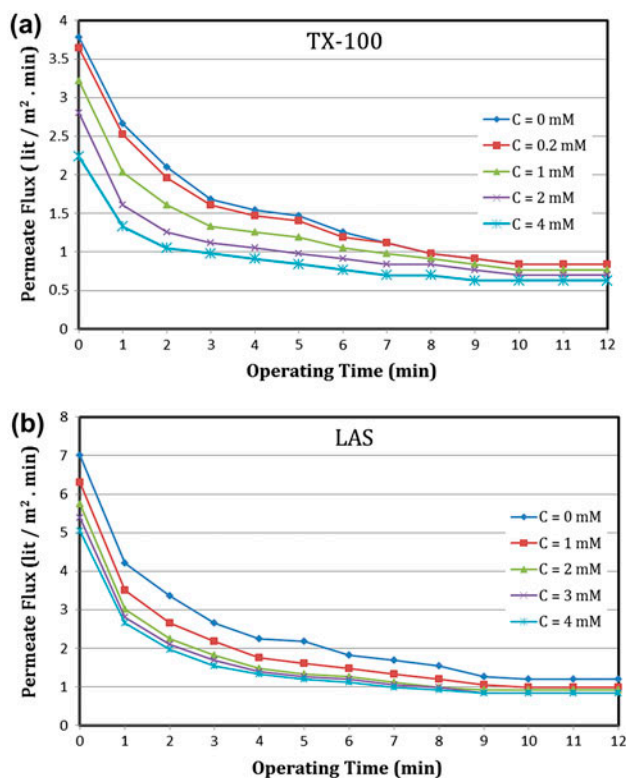 (a)
TX-100
Permeate Flux ( lit / m² . min)
4
3.5
3
2.5
2
1.5
1
0.5
0
C = 0 mM
C = 0.2 mM
C = 1 mM
C = 2 mM
C = 4 mM
0 1 2 3 4 5 6 7 8 9 10 11 12
Operating Time (min)
(b)
LAS
Permeate Flux (lit / m² . min)
8
7
6
5
4
3
2
1
0
C = 0 mM
C = 1 mM
C = 2 mM
C = 3 mM
C = 4 mM
0 1 2 3 4 5 6 7 8 9 10 11 12
Operating Time (min)